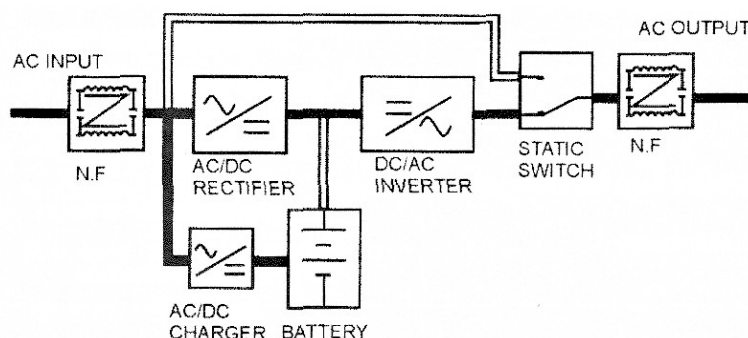 AC INPUT
AC OUTPUT
N.F
AC/DC
RECTIFIER
DC/AC
INVERTER
STATIC
SWITCH
N.F
AC/DC
CHARGER
BATTERY